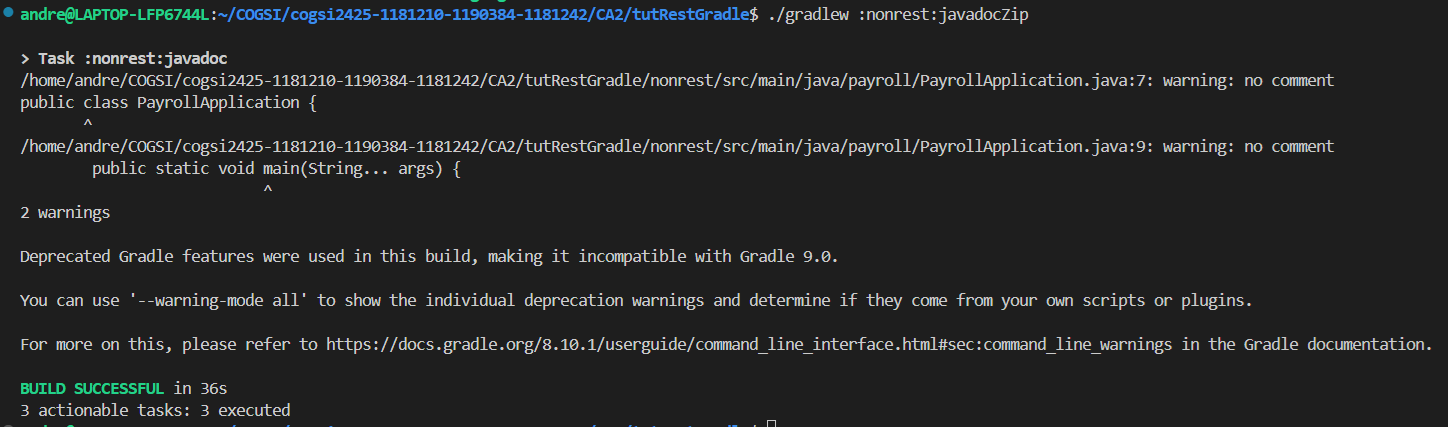 andre@LAPTOP-LFP6744L:~/COGSI/cogsi2425-1181210-1190384-1181242/CA2/tutRestGradle$ ./gradlew :nonrest:javadocZip
> Task :nonrest:javadoc
/home/andre/COGSI/cogsi2425-1181210-1190384-1181242/CA2/tutRestGradle/nonrest/src/main/java/payroll/PayrollApplication.java:7: warning: no comment
public class PayrollApplication {
       ^
/home/andre/COGSI/cogsi2425-1181210-1190384-1181242/CA2/tutRestGradle/nonrest/src/main/java/payroll/PayrollApplication.java:9: warning: no comment
        public static void main(String... args) {
                           ^
2 warnings
Deprecated Gradle features were used in this build, making it incompatible with Gradle 9.0.
You can use '--warning-mode all' to show the individual deprecation warnings and determine if they come from your own scripts or plugins.
For more on this, please refer to https://docs.gradle.org/8.10.1/userguide/command_line_interface.html#sec:command_line_warnings in the Gradle documentation.
BUILD SUCCESSFUL in 36s
3 actionable tasks: 3 executed